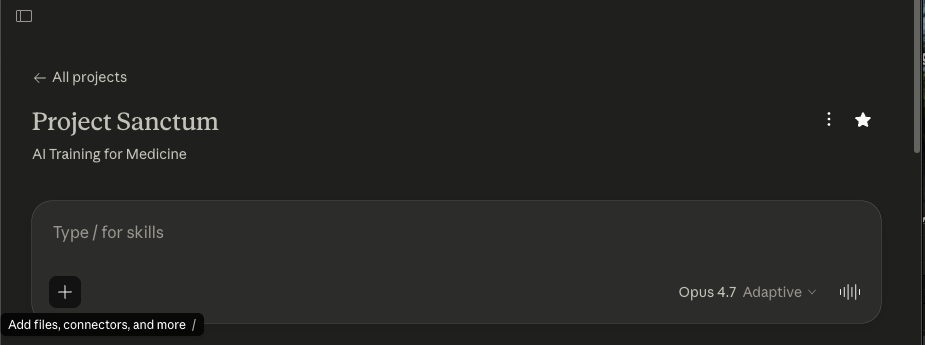 All projects
Project Sanctum
AI Training for Medicine
Type / for skills
Opus 4.7 Adaptive
Add files, connectors, and more /